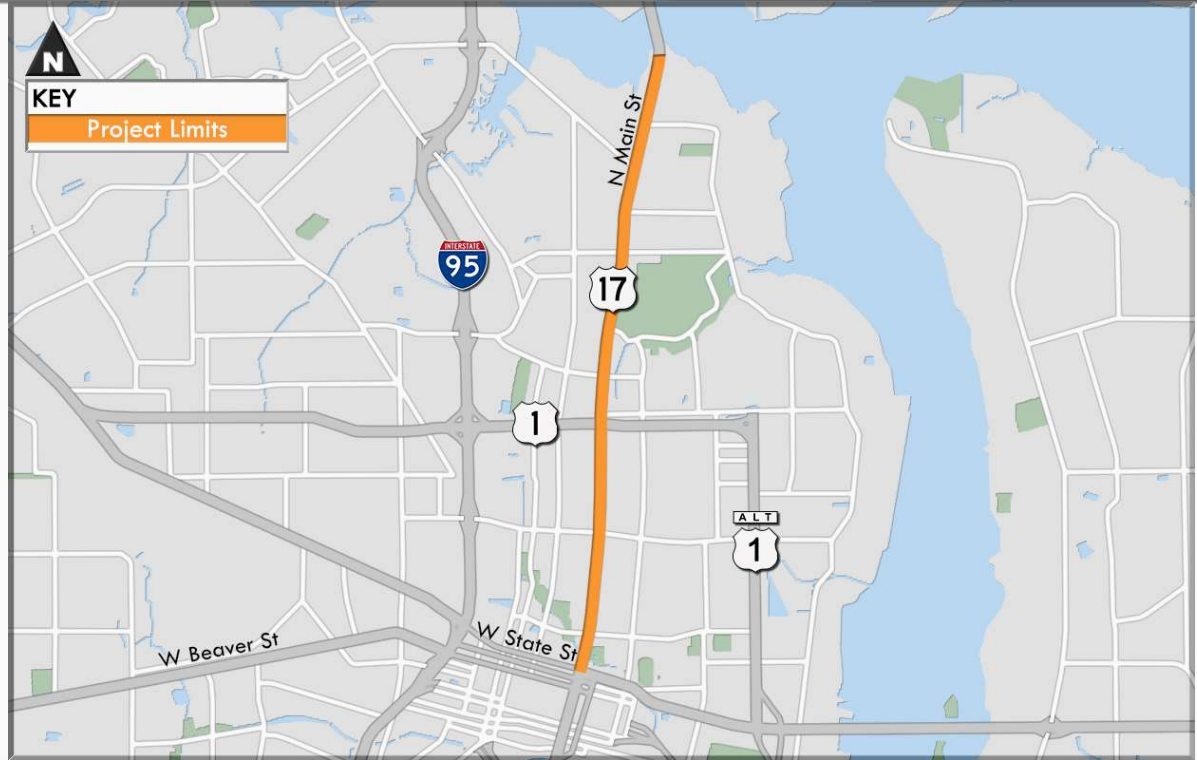 N
KEY
Project Limits
N Main St
INTERSTATE
95
17
1
ALT
1
W State St
W Beaver St